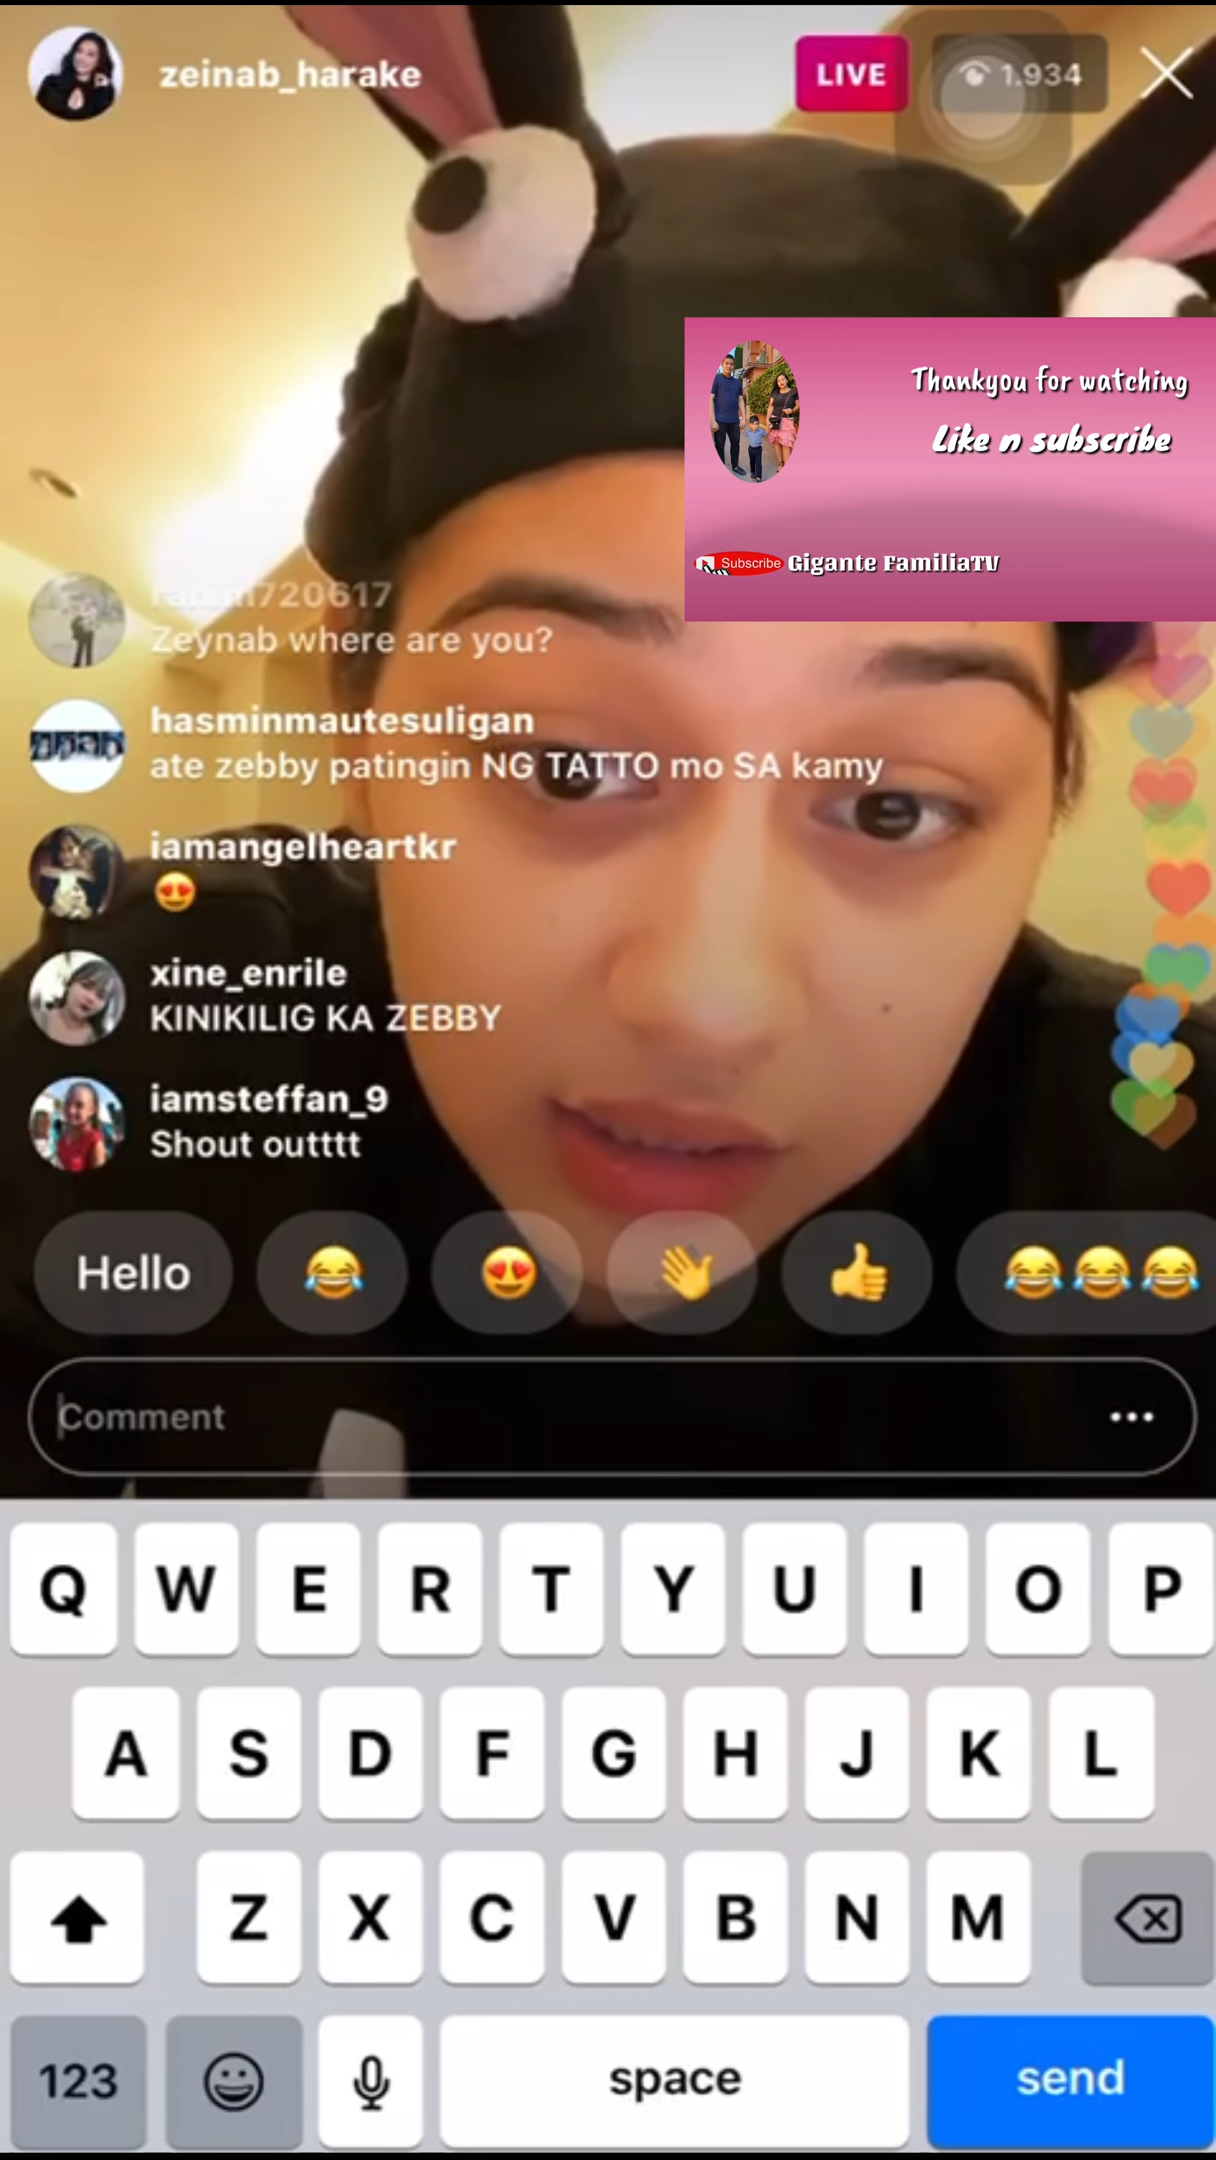 zeinab_harake
LIVE
1.934
Thankyou for watching
Like n subscribe
Subscribe
Gigante FamiliaTV
Zeynab where are you?
hasminmautesuligan
ate zebby patingin NG TATTO mo SA kamy
iamangelheartkr
😍
xine_enrile
KINIKILIG KA ZEBBY
iamsteffan_9
Shout outttt
Hello 😂 😍 👋 👍 😂😂😂
Comment
Q W E R T Y U I O P
A S D F G H J K L
Z X C V B N M
123 space send